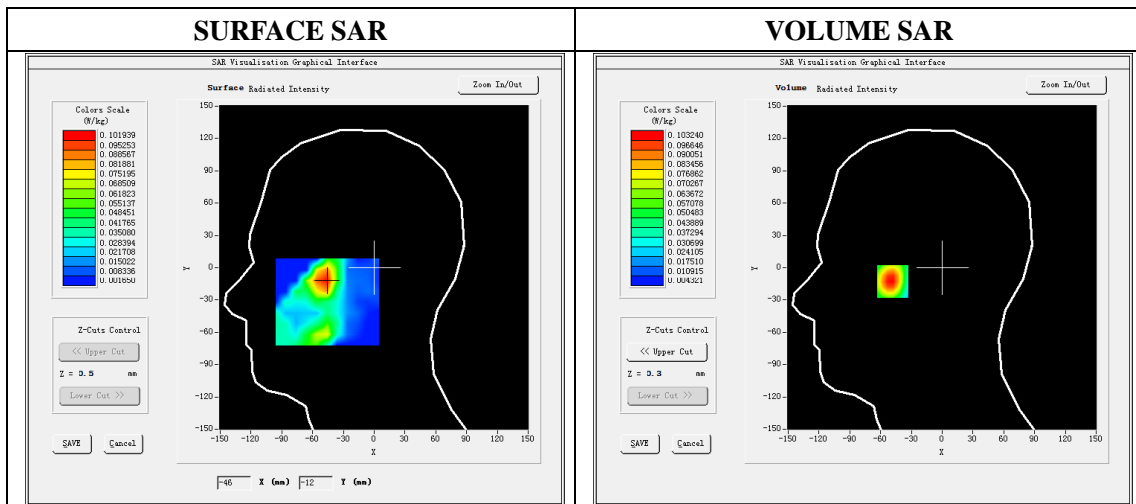 SURFACE SAR
SAR Visualisation Graphical Interface
Surface Radiated Intensity
Zoom In/Out
Colors Scale
(W/kg)
0.101939
0.095253
0.088567
0.081881
0.075195
0.068509
0.061823
0.055137
0.048451
0.041765
0.035080
0.028394
0.021708
0.015022
0.008336
0.001650
150
120
90
60
30
0
-30
-60
-90
-120
-150
Y
-150 -120 -90 -60 -30 0 30 60 90 120 150
X
Z-Cuts Control
<< Upper Cut
Z = 0.5 mm
Lower Cut >>
SAVE Cancel
-46 X (mm) -12 Y (mm)
VOLUME SAR
SAR Visualisation Graphical Interface
Volume Radiated Intensity
Zoom In/Out
Colors Scale
(W/kg)
0.103240
0.096646
0.090051
0.083456
0.076862
0.070267
0.063672
0.057078
0.050483
0.043889
0.037294
0.030699
0.024105
0.017510
0.010915
0.004321
150
120
90
60
30
0
-30
-60
-90
-120
-150
Y
-150 -120 -90 -60 -30 0 30 60 90 120 150
X
Z-Cuts Control
<< Upper Cut
Z = 0.3 mm
Lower Cut >>
SAVE Cancel